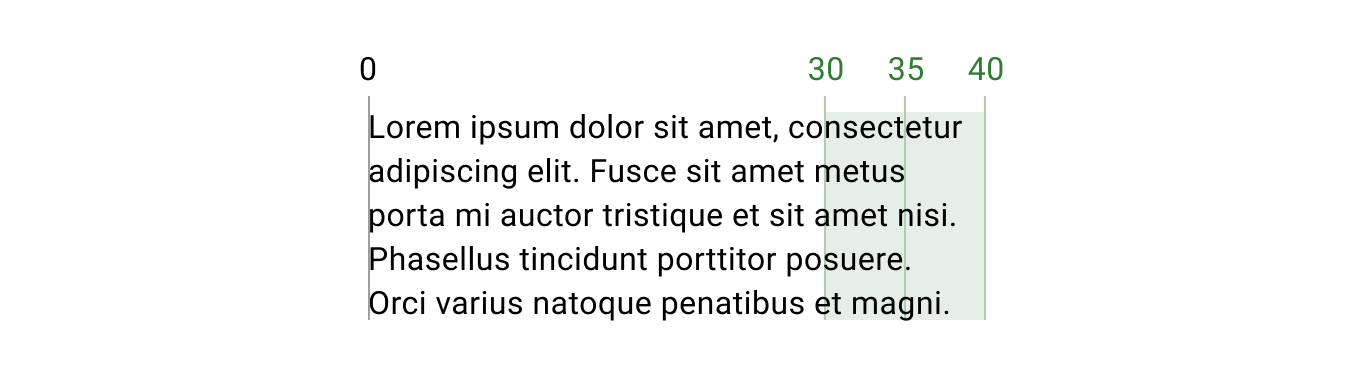 0 30 35 40
Lorem ipsum dolor sit amet, consectetur
adipiscing elit. Fusce sit amet metus
porta mi auctor tristique et sit amet nisi.
Phasellus tincidunt porttitor posuere.
Orci varius natoque penatibus et magni.